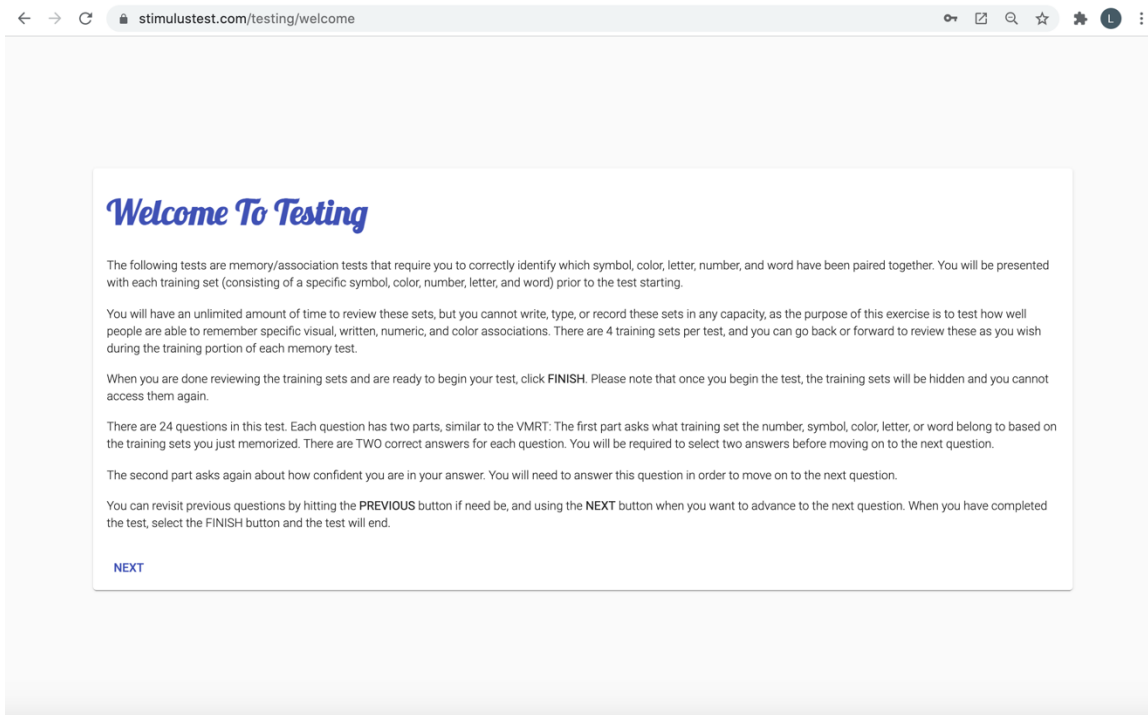 stimulustest.com/testing/welcome
L
Welcome To Testing
The following tests are memory/association tests that require you to correctly identify which symbol, color, letter, number, and word have been paired together. You will be presented
with each training set (consisting of a specific symbol, color, number, letter, and word) prior to the test starting.
You will have an unlimited amount of time to review these sets, but you cannot write, type, or record these sets in any capacity, as the purpose of this exercise is to test how well
people are able to remember specific visual, written, numeric, and color associations. There are 4 training sets per test, and you can go back or forward to review these as you wish
during the training portion of each memory test.
When you are done reviewing the training sets and are ready to begin your test, click FINISH. Please note that once you begin the test, the training sets will be hidden and you cannot
access them again.
There are 24 questions in this test. Each question has two parts, similar to the VMRT: The first part asks what training set the number, symbol, color, letter, or word belong to based on
the training sets you just memorized. There are TWO correct answers for each question. You will be required to select two answers before moving on to the next question.
The second part asks again about how confident you are in your answer. You will need to answer this question in order to move on to the next question.
You can revisit previous questions by hitting the PREVIOUS button if need be, and using the NEXT button when you want to advance to the next question. When you have completed
the test, select the FINISH button and the test will end.
NEXT